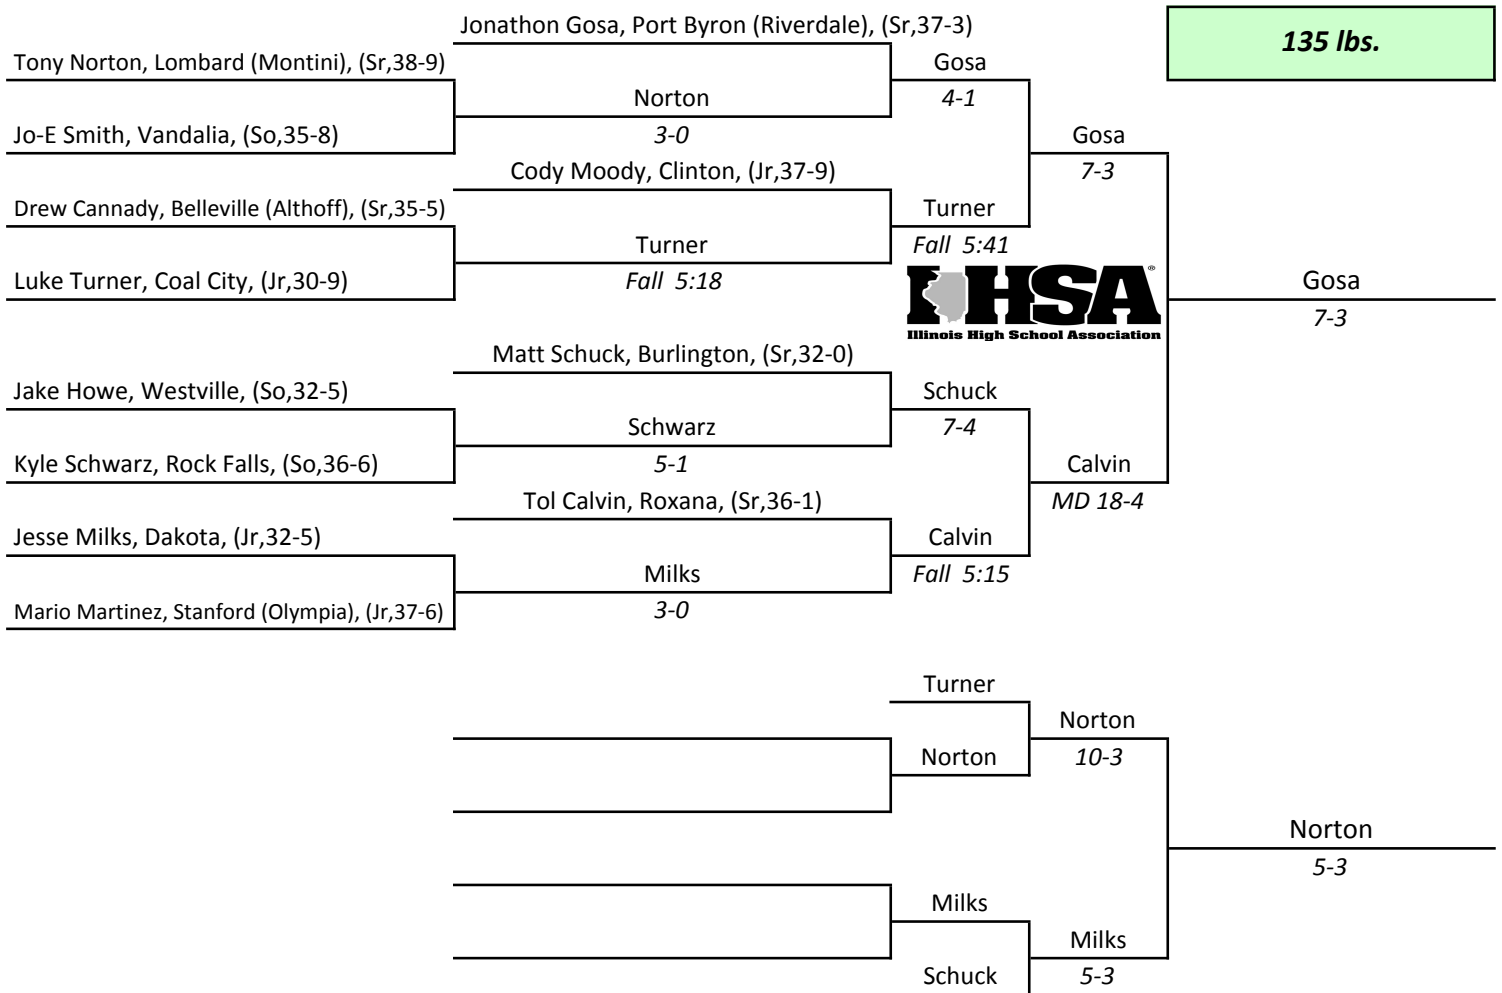 Jonathon Gosa, Port Byron (Riverdale), (Sr,37-3)
135 lbs.
Tony Norton, Lombard (Montini), (Sr,38-9)
Gosa
Norton
4-1
Jo-E Smith, Vandalia, (So,35-8)
3-0
Gosa
Cody Moody, Clinton, (Jr,37-9)
7-3
Drew Cannady, Belleville (Althoff), (Sr,35-5)
Turner
Turner
Fall 5:41
Luke Turner, Coal City, (Jr,30-9)
Fall 5:18
IHSA
Illinois High School Association
Gosa
7-3
Matt Schuck, Burlington, (Sr,32-0)
Jake Howe, Westville, (So,32-5)
Schuck
Schwarz
7-4
Kyle Schwarz, Rock Falls, (So,36-6)
5-1
Calvin
Tol Calvin, Roxana, (Sr,36-1)
MD 18-4
Jesse Milks, Dakota, (Jr,32-5)
Calvin
Milks
Fall 5:15
Mario Martinez, Stanford (Olympia), (Jr,37-6)
3-0
Turner
Norton
Norton
10-3
Norton
5-3
Milks
Milks
Schuck
5-3